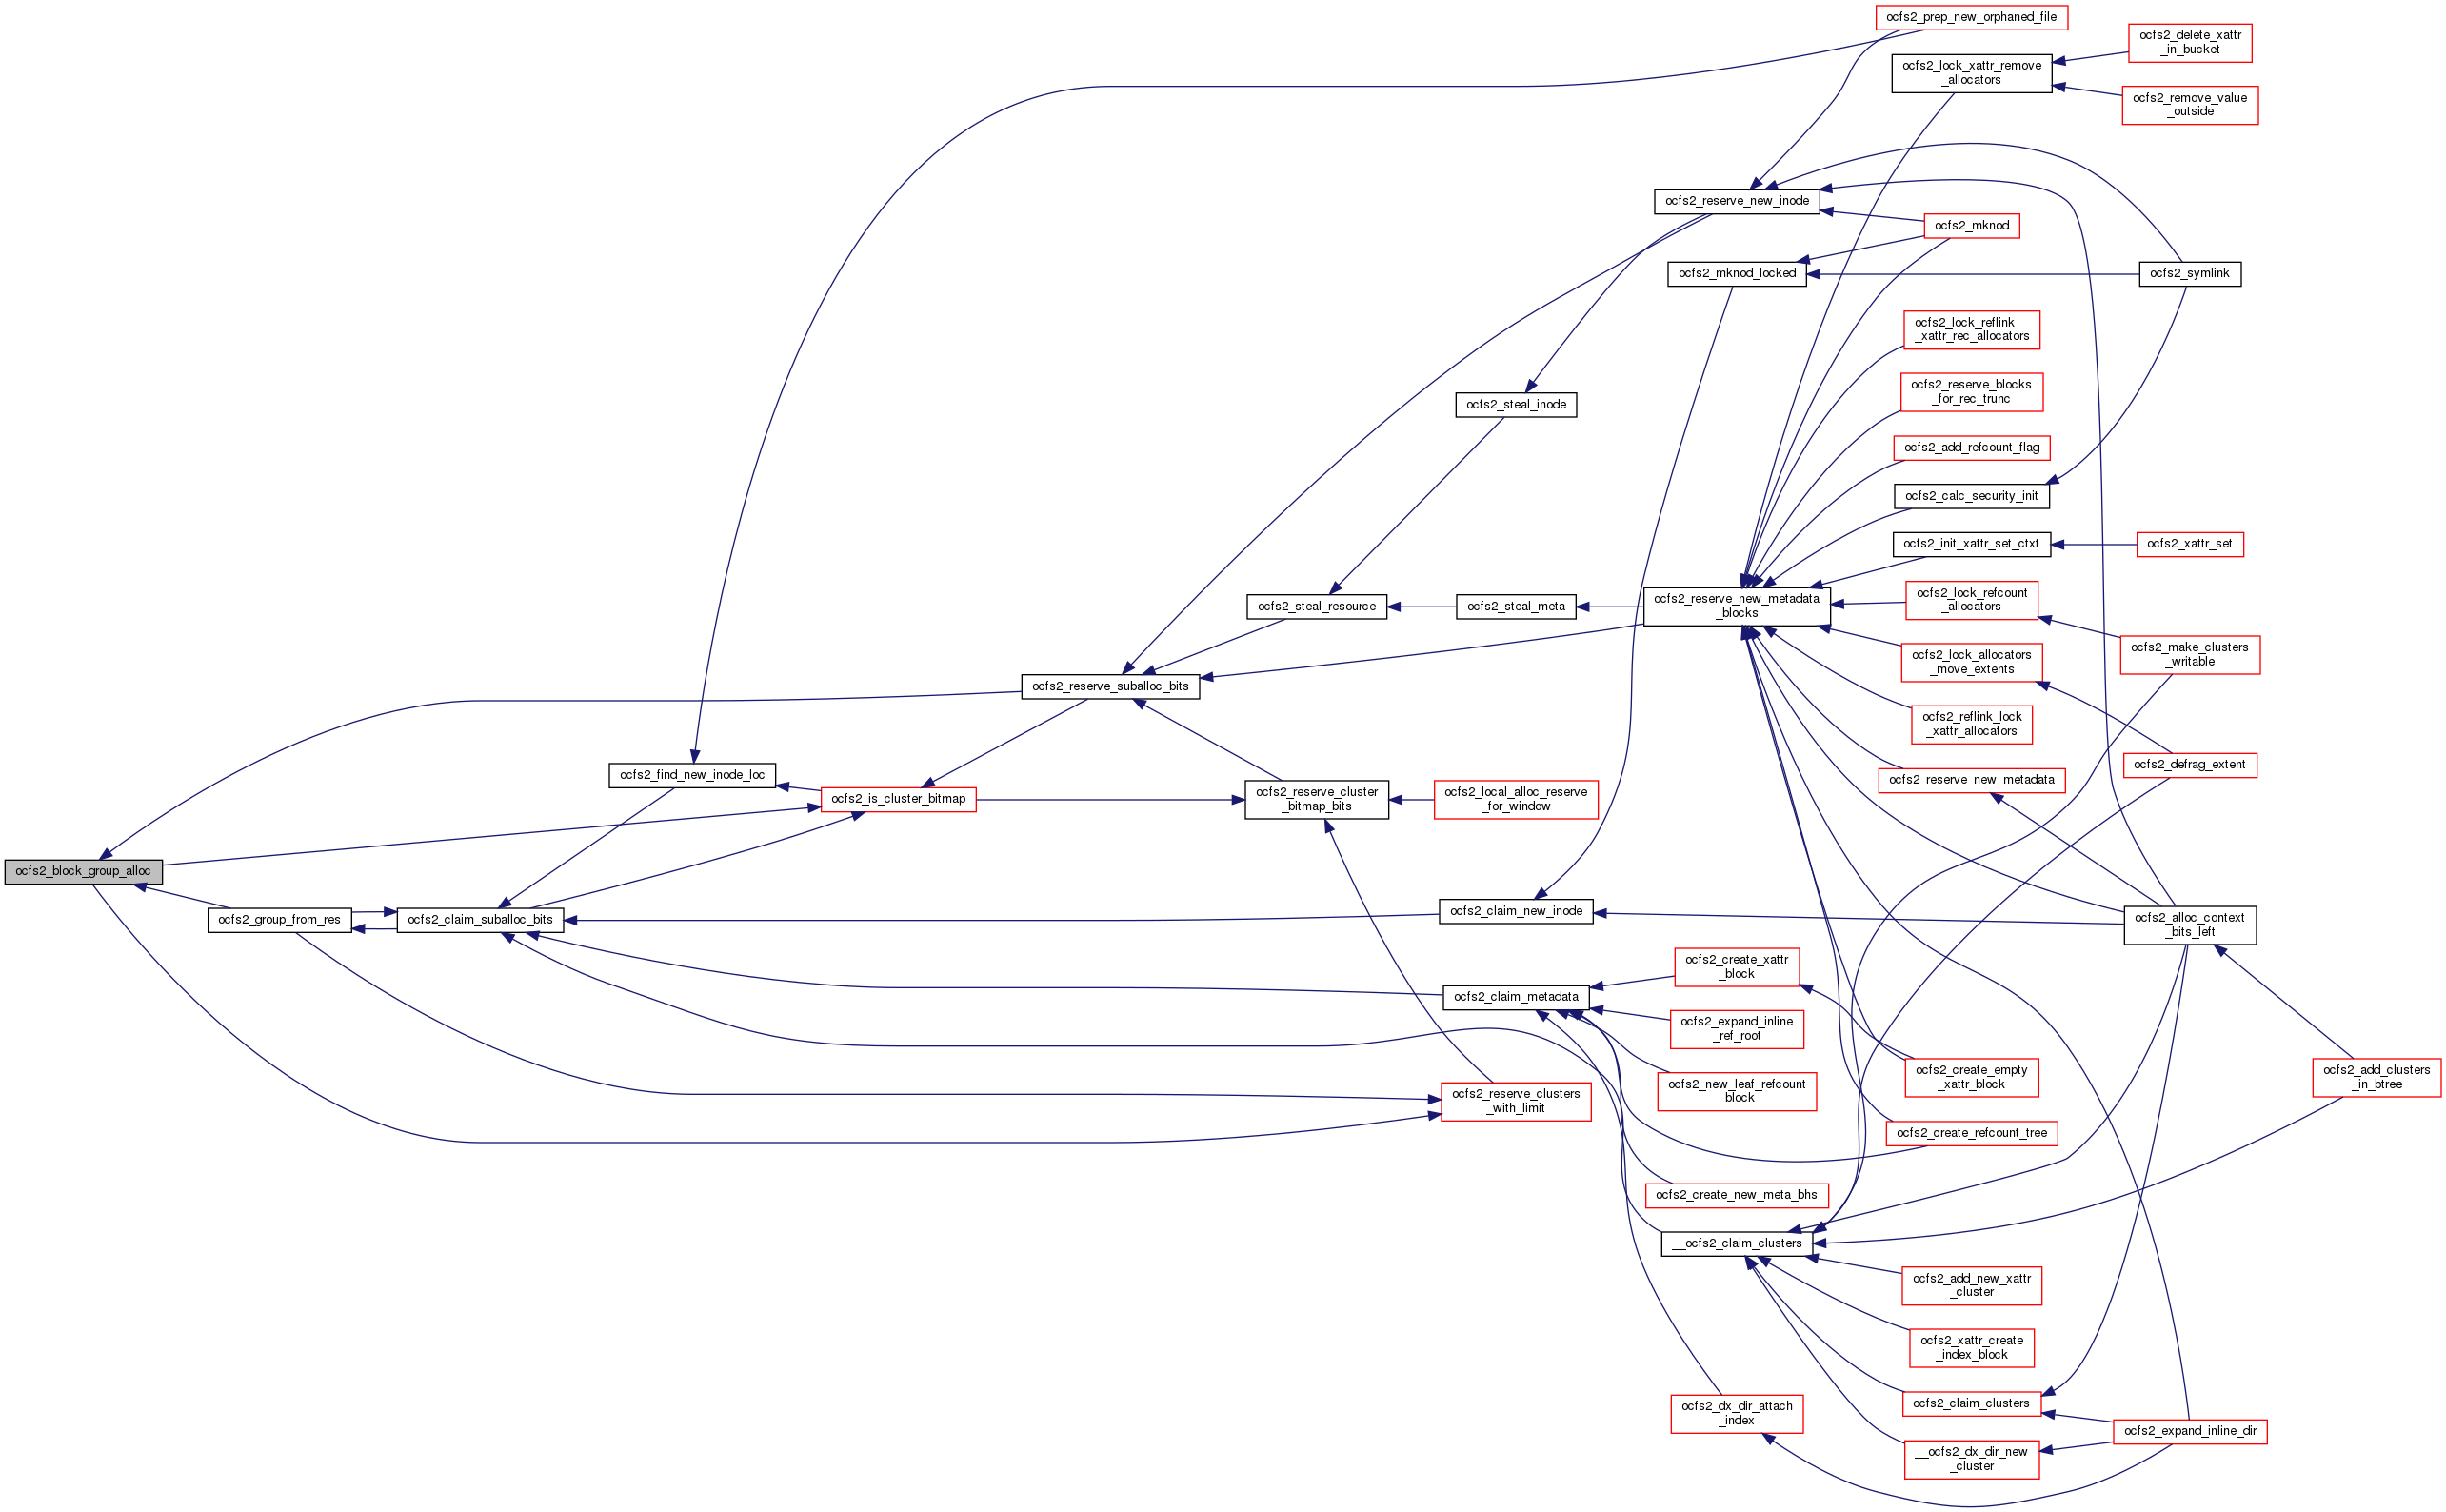 ocfs2_prep_new_orphaned_file
ocfs2_delete_xattr
_in_bucket
ocfs2_lock_xattr_remove
_allocators
ocfs2_remove_value
_outside
ocfs2_reserve_new_inode
ocfs2_mknod
ocfs2_mknod_locked
ocfs2_symlink
ocfs2_lock_reflink
_xattr_rec_allocators
ocfs2_reserve_blocks
_for_rec_trunc
ocfs2_steal_inode
ocfs2_add_refcount_flag
ocfs2_calc_security_init
ocfs2_init_xattr_set_ctxt
ocfs2_xattr_set
ocfs2_steal_resource
ocfs2_steal_meta
ocfs2_reserve_new_metadata
_blocks
ocfs2_lock_refcount
_allocators
ocfs2_lock_allocators
_move_extents
ocfs2_make_clusters
_writable
ocfs2_reserve_suballoc_bits
ocfs2_reflink_lock
_xattr_allocators
ocfs2_defrag_extent
ocfs2_find_new_inode_loc
ocfs2_is_cluster_bitmap
ocfs2_reserve_cluster
_bitmap_bits
ocfs2_local_alloc_reserve
_for_window
ocfs2_reserve_new_metadata
ocfs2_block_group_alloc
ocfs2_group_from_res
ocfs2_claim_suballoc_bits
ocfs2_claim_new_inode
ocfs2_alloc_context
_bits_left
ocfs2_claim_metadata
ocfs2_create_xattr
_block
ocfs2_expand_inline
_ref_root
ocfs2_new_leaf_refcount
_block
ocfs2_create_empty
_xattr_block
ocfs2_add_clusters
_in_btree
ocfs2_reserve_clusters
_with_limit
ocfs2_create_refcount_tree
ocfs2_create_new_meta_bhs
__ocfs2_claim_clusters
ocfs2_add_new_xattr
_cluster
ocfs2_xattr_create
_index_block
ocfs2_dx_dir_attach
_index
ocfs2_claim_clusters
ocfs2_expand_inline_dir
__ocfs2_dx_dir_new
_cluster